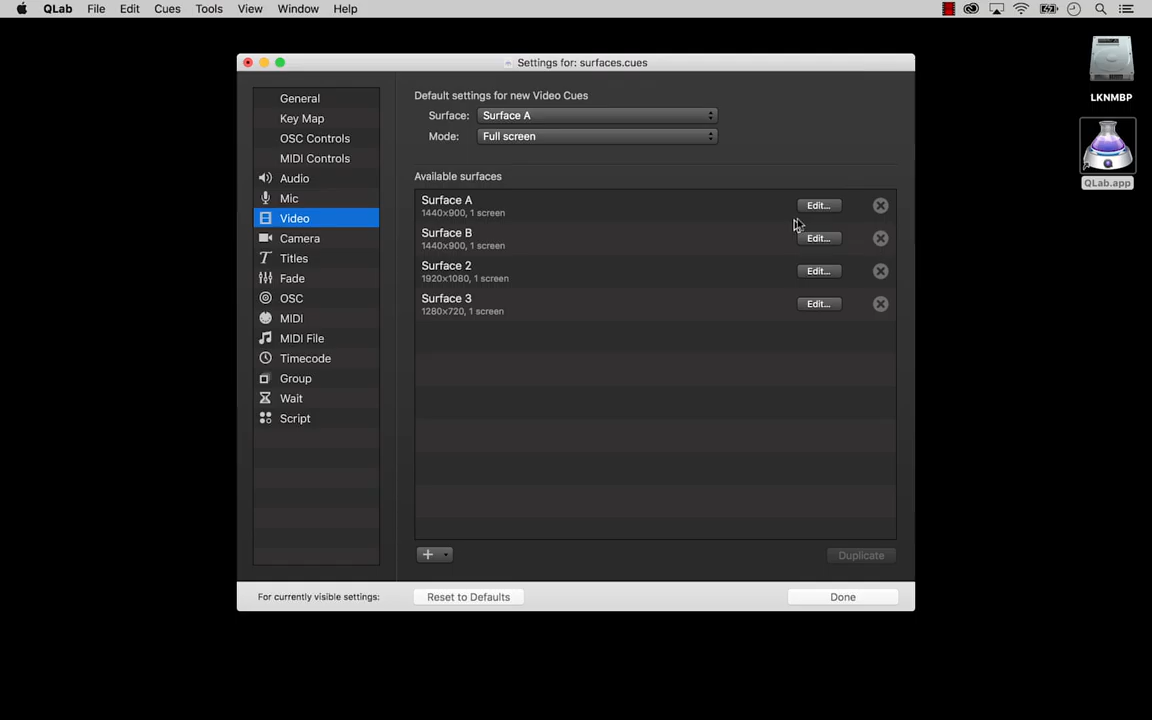 QLab File Edit Cues Tools View Window Help
LKNMBP
QLab.app
Settings for: surfaces.cues
General
Key Map
OSC Controls
MIDI Controls
Audio
Mic
Video
Camera
Titles
Fade
OSC
MIDI
MIDI File
Timecode
Group
Wait
Script
Default settings for new Video Cues
Surface: Surface A
Mode: Full screen
Available surfaces
Surface A Edit...
1440x900, 1 screen
Surface B Edit...
1440x900, 1 screen
Surface 2 Edit...
1920x1080, 1 screen
Surface 3 Edit...
1280x720, 1 screen
Duplicate
For currently visible settings: Reset to Defaults Done